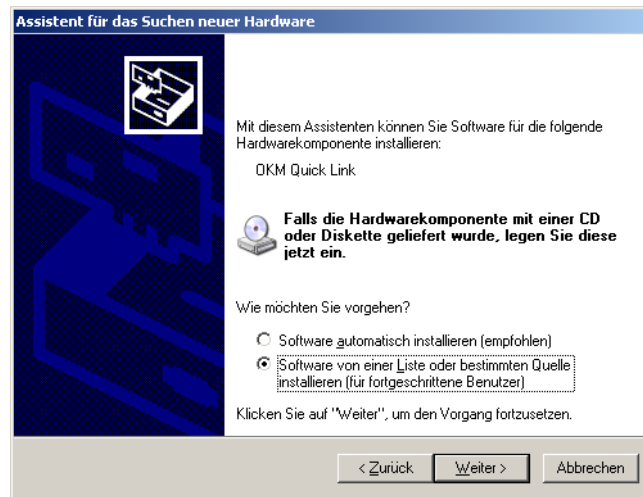 Assistent für das Suchen neuer Hardware
Mit diesem Assistenten können Sie Software für die folgende
Hardwarekomponente installieren:
OKM Quick Link
Falls die Hardwarekomponente mit einer CD
oder Diskette geliefert wurde, legen Sie diese
jetzt ein.
Wie möchten Sie vorgehen?
Software automatisch installieren (empfohlen)
Software von einer Liste oder bestimmten Quelle
installieren (für fortgeschrittene Benutzer)
Klicken Sie auf "Weiter", um den Vorgang fortzusetzen.
< Zurück Weiter > Abbrechen